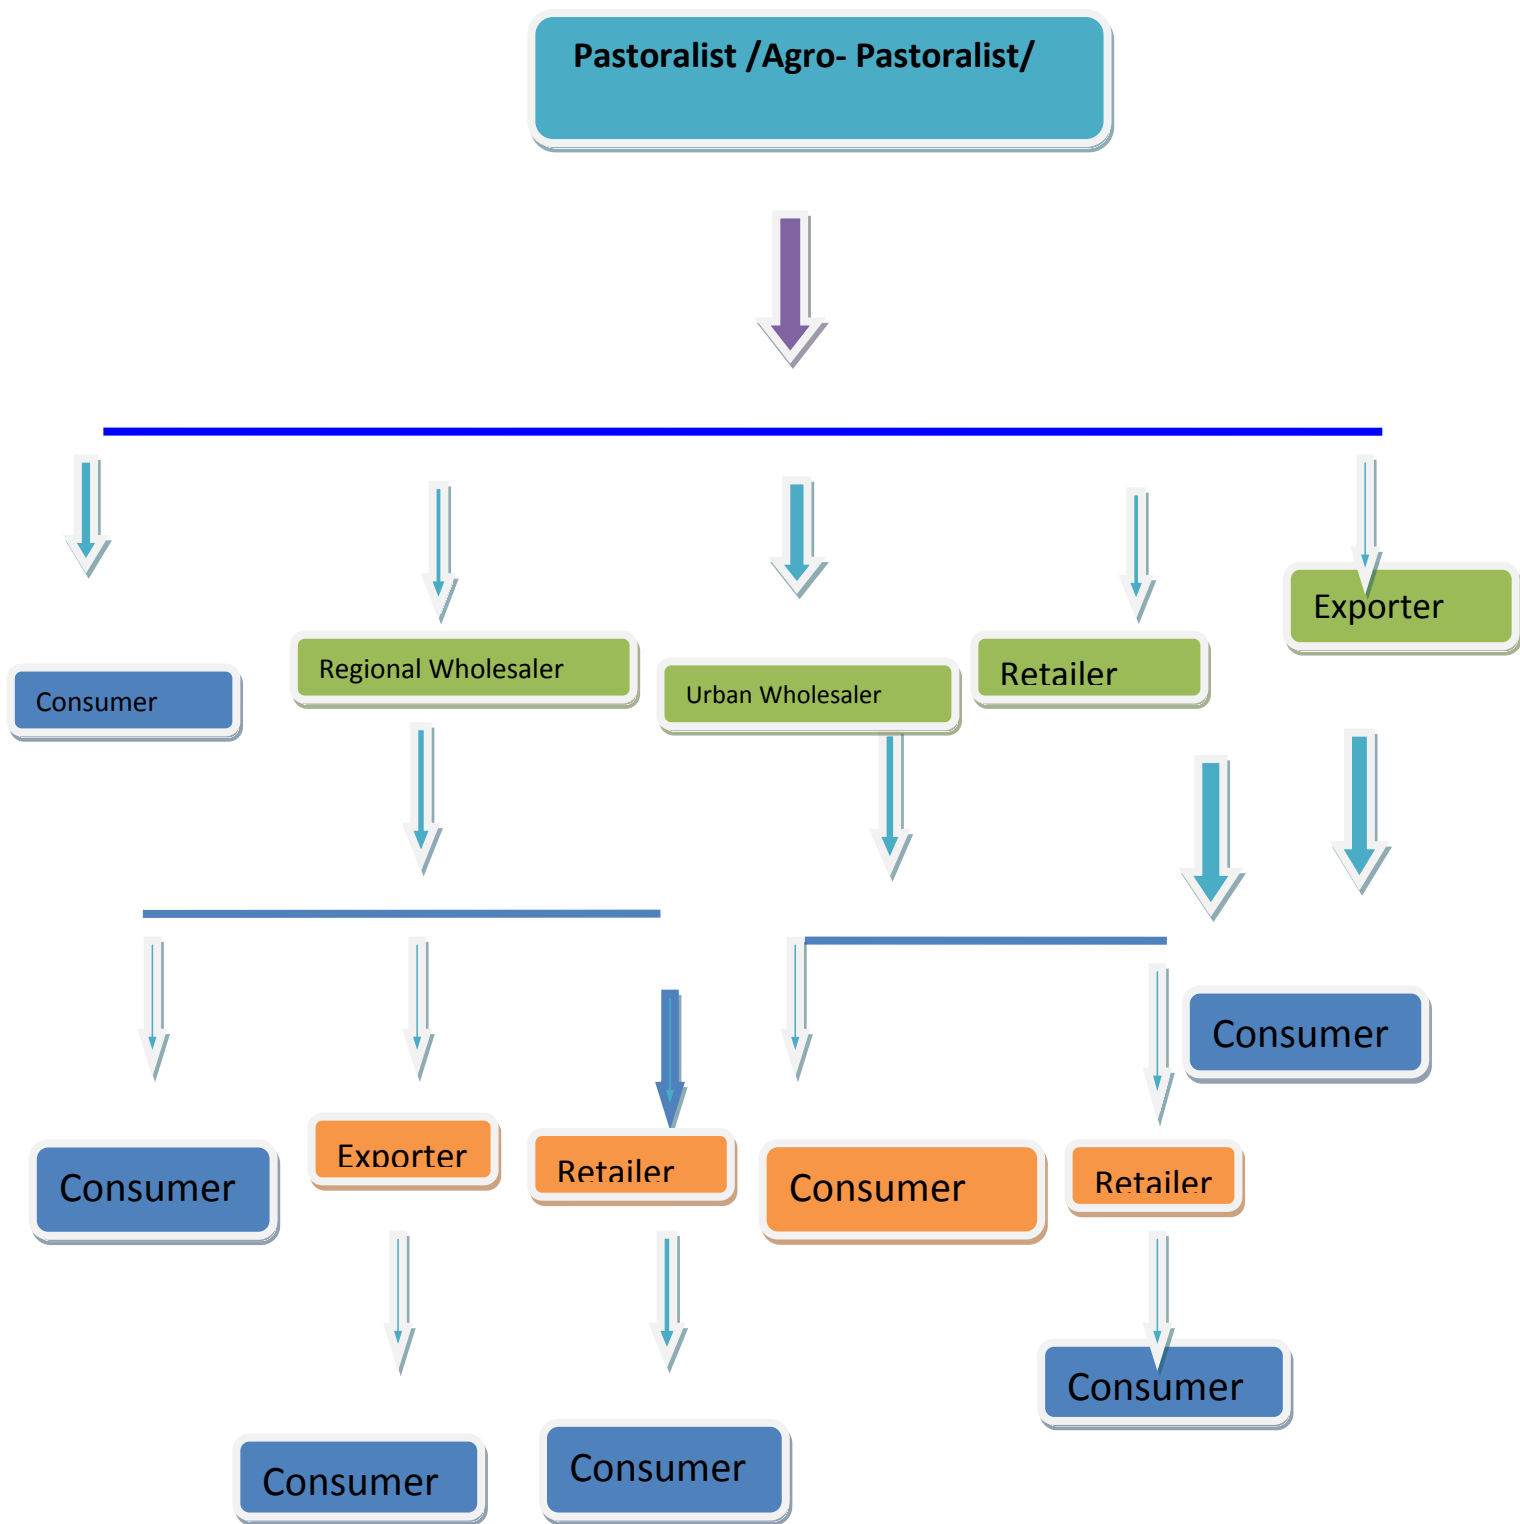 Pastoralist /Agro- Pastoralist/
Exporter
Regional Wholesaler
Retailer
Urban Wholesaler
Consumer
Consumer
Exporter
Retailer
Consumer
Consumer
Retailer
Consumer
Consumer
Consumer